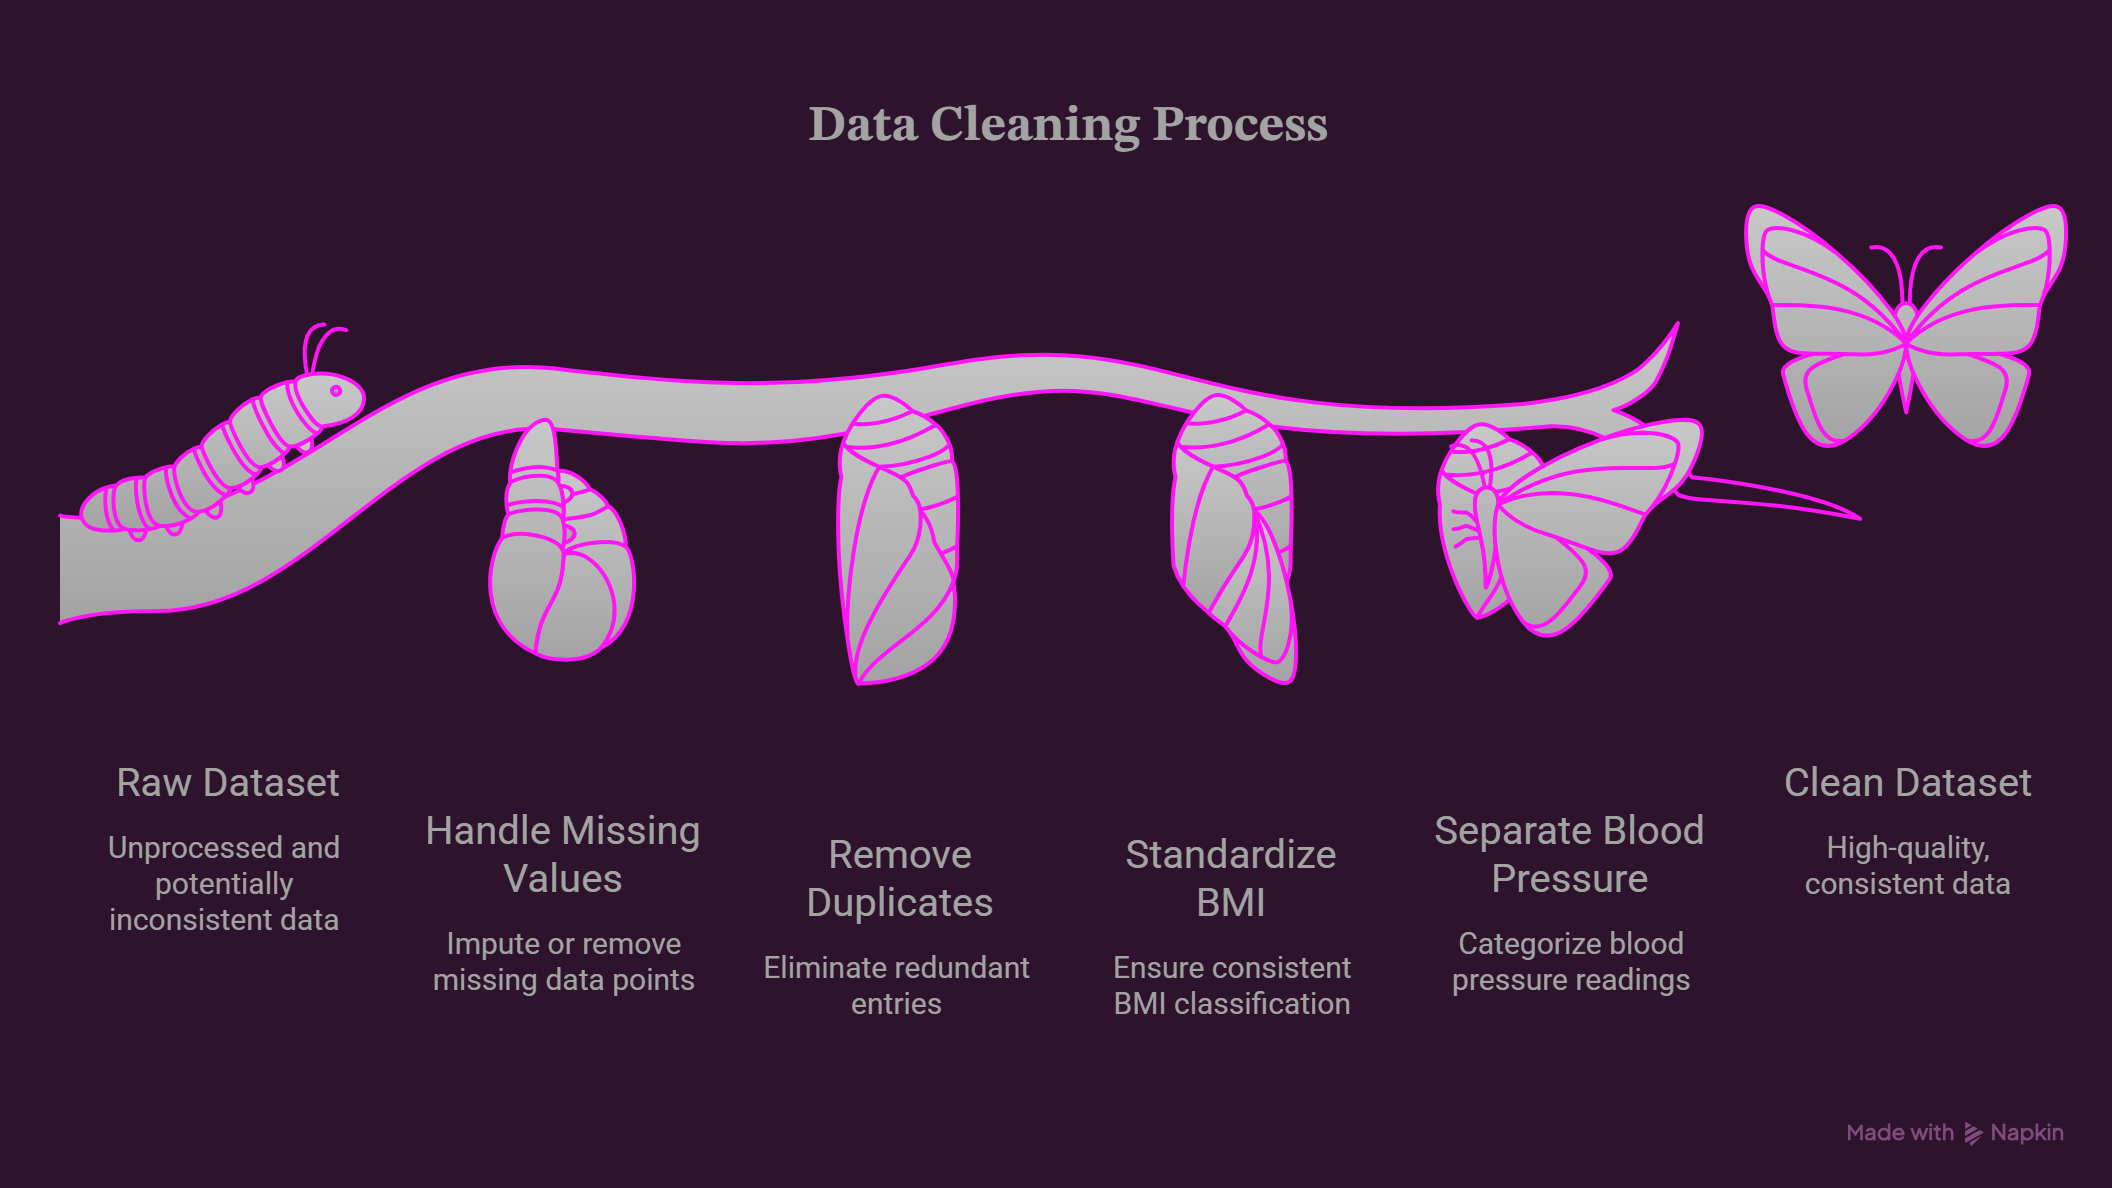 Data Cleaning Process
Raw Dataset
Unprocessed and
potentially
inconsistent data
Handle Missing
Values
Impute or remove
missing data points
Remove
Duplicates
Eliminate redundant
entries
Standardize
BMI
Ensure consistent
BMI classification
Separate Blood
Pressure
Categorize blood
pressure readings
Clean Dataset
High-quality,
consistent data
Made with Napkin